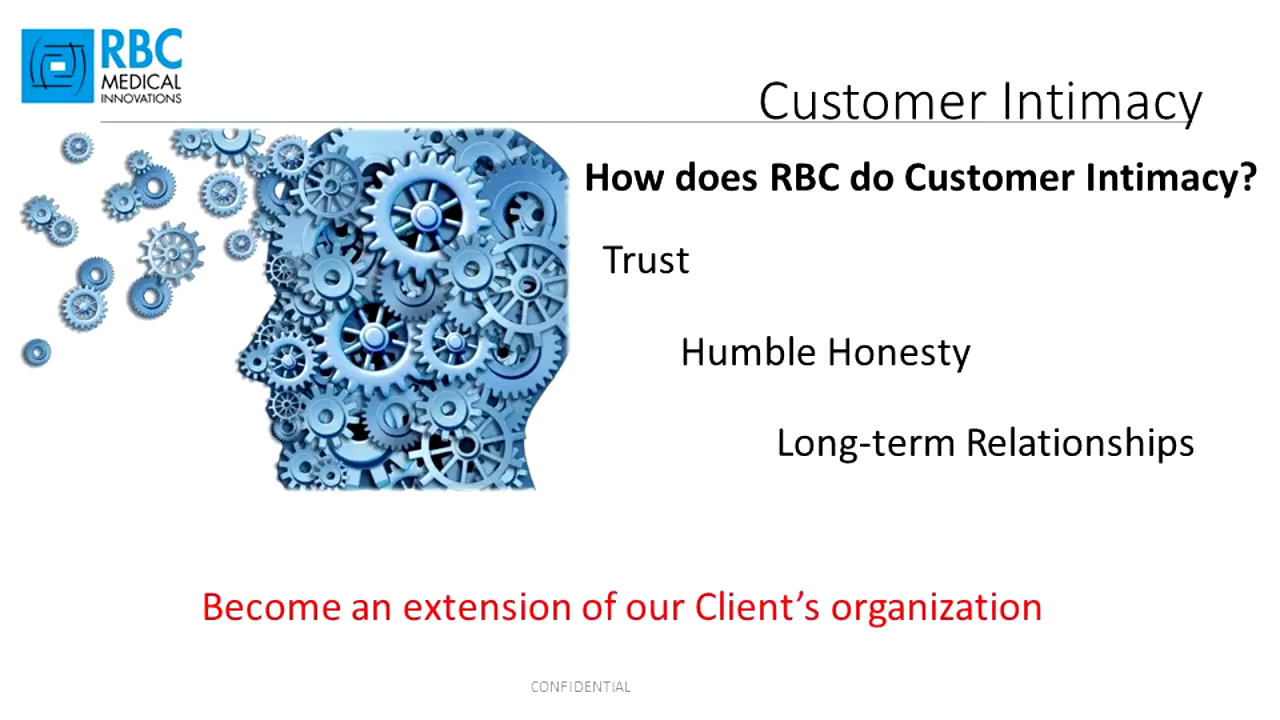 RBC
MEDICAL
INNOVATIONS
Customer Intimacy
How does RBC do Customer Intimacy?
Trust
Humble Honesty
Long-term Relationships
Become an extension of our Client’s organization
CONFIDENTIAL